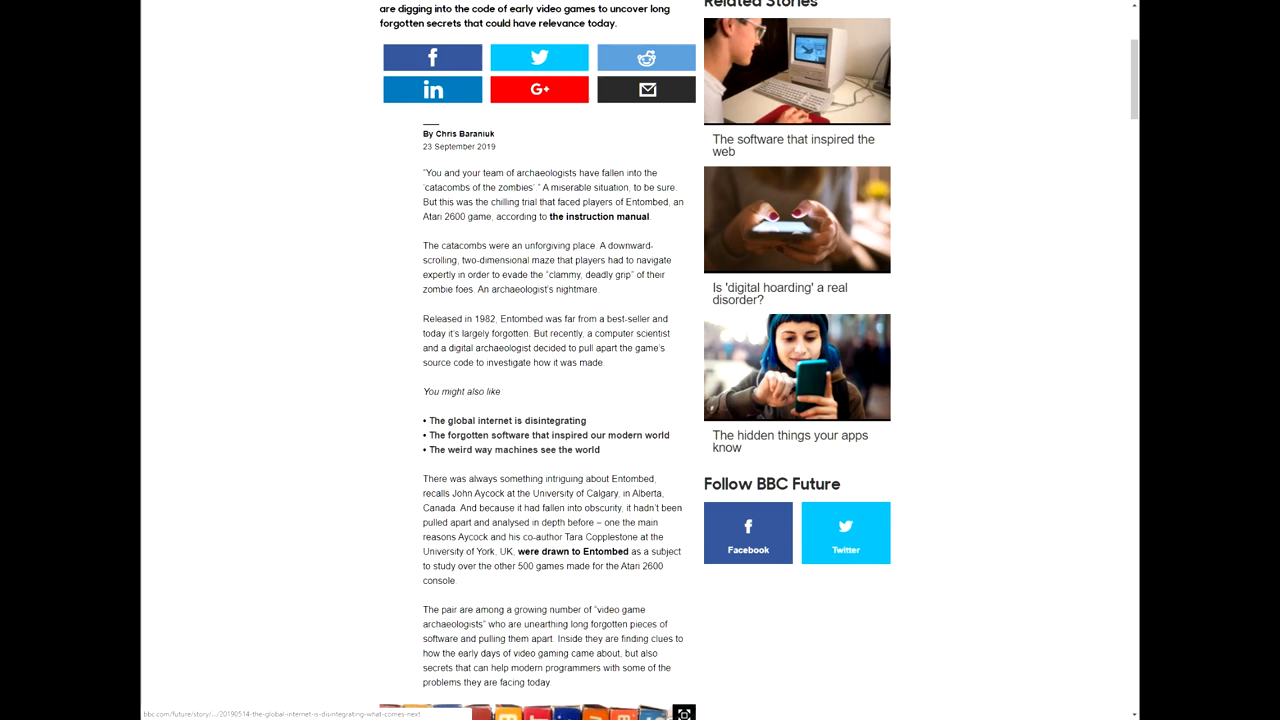 are digging into the code of early video games to uncover long
forgotten secrets that could have relevance today.
By Chris Baraniuk
23 September 2019
"You and your team of archaeologists have fallen into the
'catacombs of the zombies'." A miserable situation, to be sure.
But this was the chilling trial that faced players of Entombed, an
Atari 2600 game, according to the instruction manual.
The catacombs were an unforgiving place. A downward-
scrolling, two-dimensional maze that players had to navigate
expertly in order to evade the "clammy, deadly grip" of their
zombie foes. An archaeologist's nightmare.
Released in 1982, Entombed was far from a best-seller and
today it's largely forgotten. But recently, a computer scientist
and a digital archaeologist decided to pull apart the game's
source code to investigate how it was made.
You might also like:
• The global internet is disintegrating
• The forgotten software that inspired our modern world
• The weird way machines see the world
There was always something intriguing about Entombed,
recalls John Aycock at the University of Calgary, in Alberta,
Canada. And because it had fallen into obscurity, it hadn't been
pulled apart and analysed in depth before – one the main
reasons Aycock and his co-author Tara Copplestone at the
University of York, UK, were drawn to Entombed as a subject
to study over the other 500 games made for the Atari 2600
console.
The pair are among a growing number of "video game
archaeologists" who are unearthing long forgotten pieces of
software and pulling them apart. Inside they are finding clues to
how the early days of video gaming came about, but also
secrets that can help modern programmers with some of the
problems they are facing today.
Related Stories
The software that inspired the
web
Is 'digital hoarding' a real
disorder?
The hidden things your apps
know
Follow BBC Future
Facebook
Twitter
bbc.com/future/story/.../20190514-the-global-internet-is-disintegrating-what-comes-next